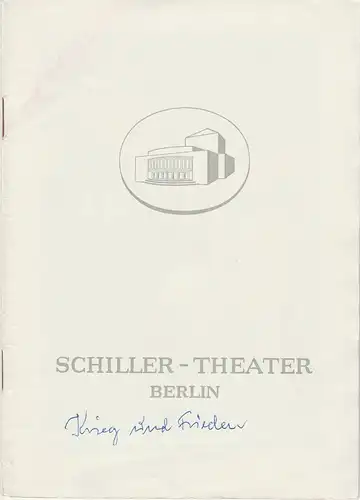 SCHILLER - THEATER
BERLIN
Krieg und Frieden